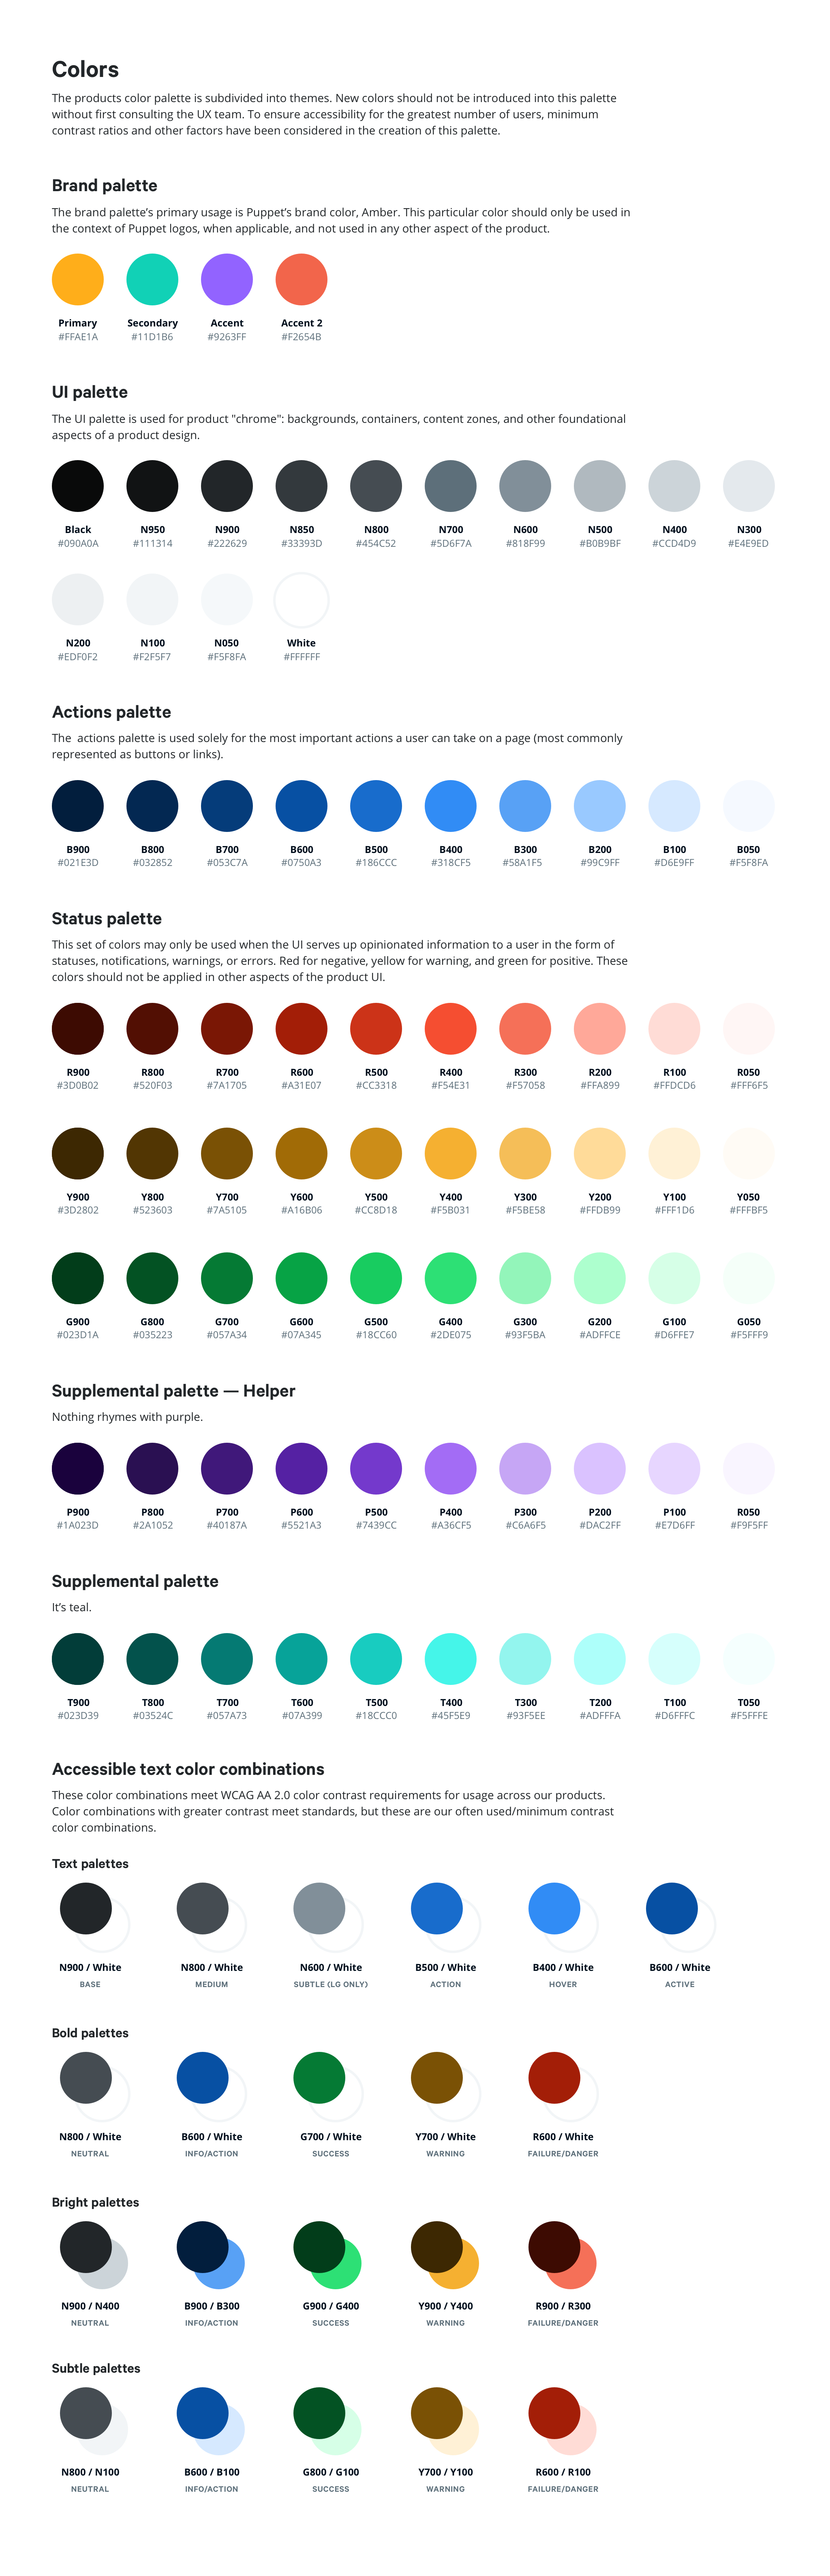 Colors
The products color palette is subdivided into themes. New colors should not be introduced into this palette
without first consulting the UX team. To ensure accessibility for the greatest number of users, minimum
contrast ratios and other factors have been considered in the creation of this palette.
Brand palette
The brand palette’s primary usage is Puppet’s brand color, Amber. This particular color should only be used in
the context of Puppet logos, when applicable, and not used in any other aspect of the product.
Primary Secondary Accent Accent 2
#FFAE1A #11D1B6 #9263FF #F2654B
UI palette
The UI palette is used for product "chrome": backgrounds, containers, content zones, and other foundational
aspects of a product design.
Black N950 N900 N850 N800 N700 N600 N500 N400 N300
#090A0A #111314 #222629 #33393D #454C52 #5D6F7A #818F99 #B0B9BF #CCD4D9 #E4E9ED
N200 N100 N050 White
#EDF0F2 #F2F5F7 #F5F8FA #FFFFFF
Actions palette
The  actions palette is used solely for the most important actions a user can take on a page (most commonly
represented as buttons or links).
B900 B800 B700 B600 B500 B400 B300 B200 B100 B050
#021E3D #032852 #053C7A #0750A3 #186CCC #318CF5 #58A1F5 #99C9FF #D6E9FF #F5F8FA
Status palette
This set of colors may only be used when the UI serves up opinionated information to a user in the form of
statuses, notifications, warnings, or errors. Red for negative, yellow for warning, and green for positive. These
colors should not be applied in other aspects of the product UI.
R900 R800 R700 R600 R500 R400 R300 R200 R100 R050
#3D0B02 #520F03 #7A1705 #A31E07 #CC3318 #F54E31 #F57058 #FFA899 #FFDCD6 #FFF6F5
Y900 Y800 Y700 Y600 Y500 Y400 Y300 Y200 Y100 Y050
#3D2802 #523603 #7A5105 #A16B06 #CC8D18 #F5B031 #F5BE58 #FFDB99 #FFF1D6 #FFFBF5
G900 G800 G700 G600 G500 G400 G300 G200 G100 G050
#023D1A #035223 #057A34 #07A345 #18CC60 #2DE075 #93F5BA #ADFFCE #D6FFE7 #F5FFF9
Supplemental palette — Helper
Nothing rhymes with purple.
P900 P800 P700 P600 P500 P400 P300 P200 P100 R050
#1A023D #2A1052 #40187A #5521A3 #7439CC #A36CF5 #C6A6F5 #DAC2FF #E7D6FF #F9F5FF
Supplemental palette
It’s teal.
T900 T800 T700 T600 T500 T400 T300 T200 T100 T050
#023D39 #03524C #057A73 #07A399 #18CCC0 #45F5E9 #93F5EE #ADFFFA #D6FFFC #F5FFFE
Accessible text color combinations
These color combinations meet WCAG AA 2.0 color contrast requirements for usage across our products.
Color combinations with greater contrast meet standards, but these are our often used/minimum contrast
color combinations.
Text palettes
N900 / White N800 / White N600 / White B500 / White B400 / White B600 / White
BASE MEDIUM SUBTLE (LG ONLY) ACTION HOVER ACTIVE
Bold palettes
N800 / White B600 / White G700 / White Y700 / White R600 / White
NEUTRAL INFO/ACTION SUCCESS WARNING FAILURE/DANGER
Bright palettes
N900 / N400 B900 / B300 G900 / G400 Y900 / Y400 R900 / R300
NEUTRAL INFO/ACTION SUCCESS WARNING FAILURE/DANGER
Subtle palettes
N800 / N100 B600 / B100 G800 / G100 Y700 / Y100 R600 / R100
NEUTRAL INFO/ACTION SUCCESS WARNING FAILURE/DANGER